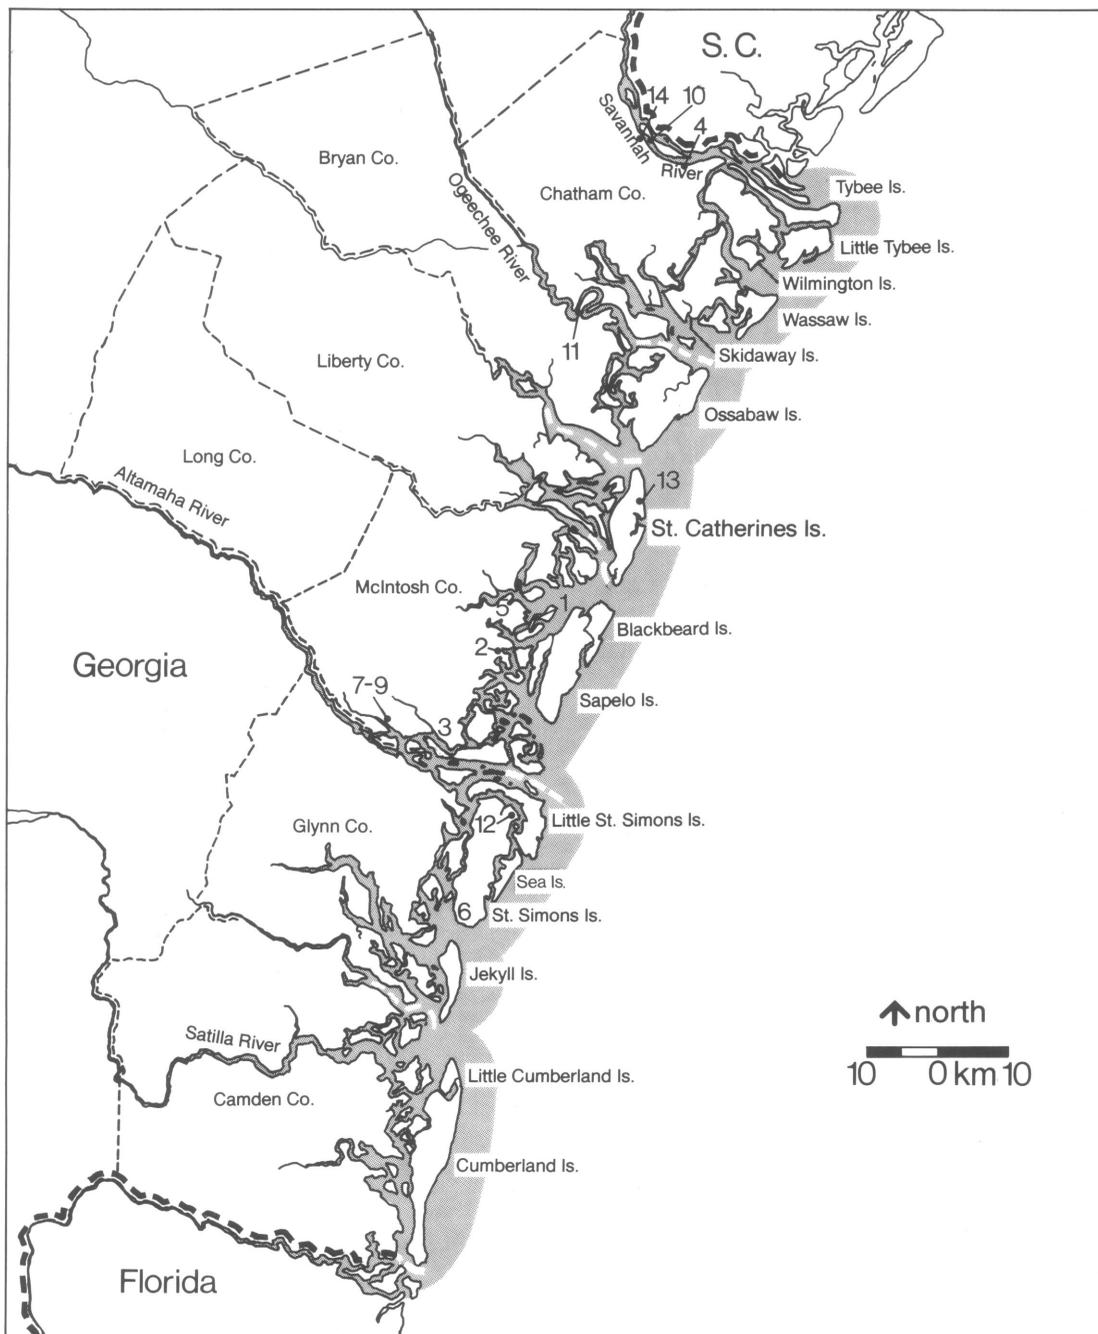 S. C.
14
10
4
Savannah
River
Bryan Co.
Ogeechee River
Chatham Co.
Tybee Is.
Little Tybee Is.
Wilmington Is.
Wassaw Is.
11
Skidaway Is.
Liberty Co.
Ossabaw Is.
Long Co.
Altamaha River
13
St. Catherines Is.
McIntosh Co.
5
1
Blackbeard Is.
2
Georgia
7-9
Sapelo Is.
3
Glynn Co.
12
Little St. Simons Is.
Sea Is.
6
St. Simons Is.
Jekyll Is.
north
10 0 km 10
Satilla River
Little Cumberland Is.
Camden Co.
Cumberland Is.
Florida